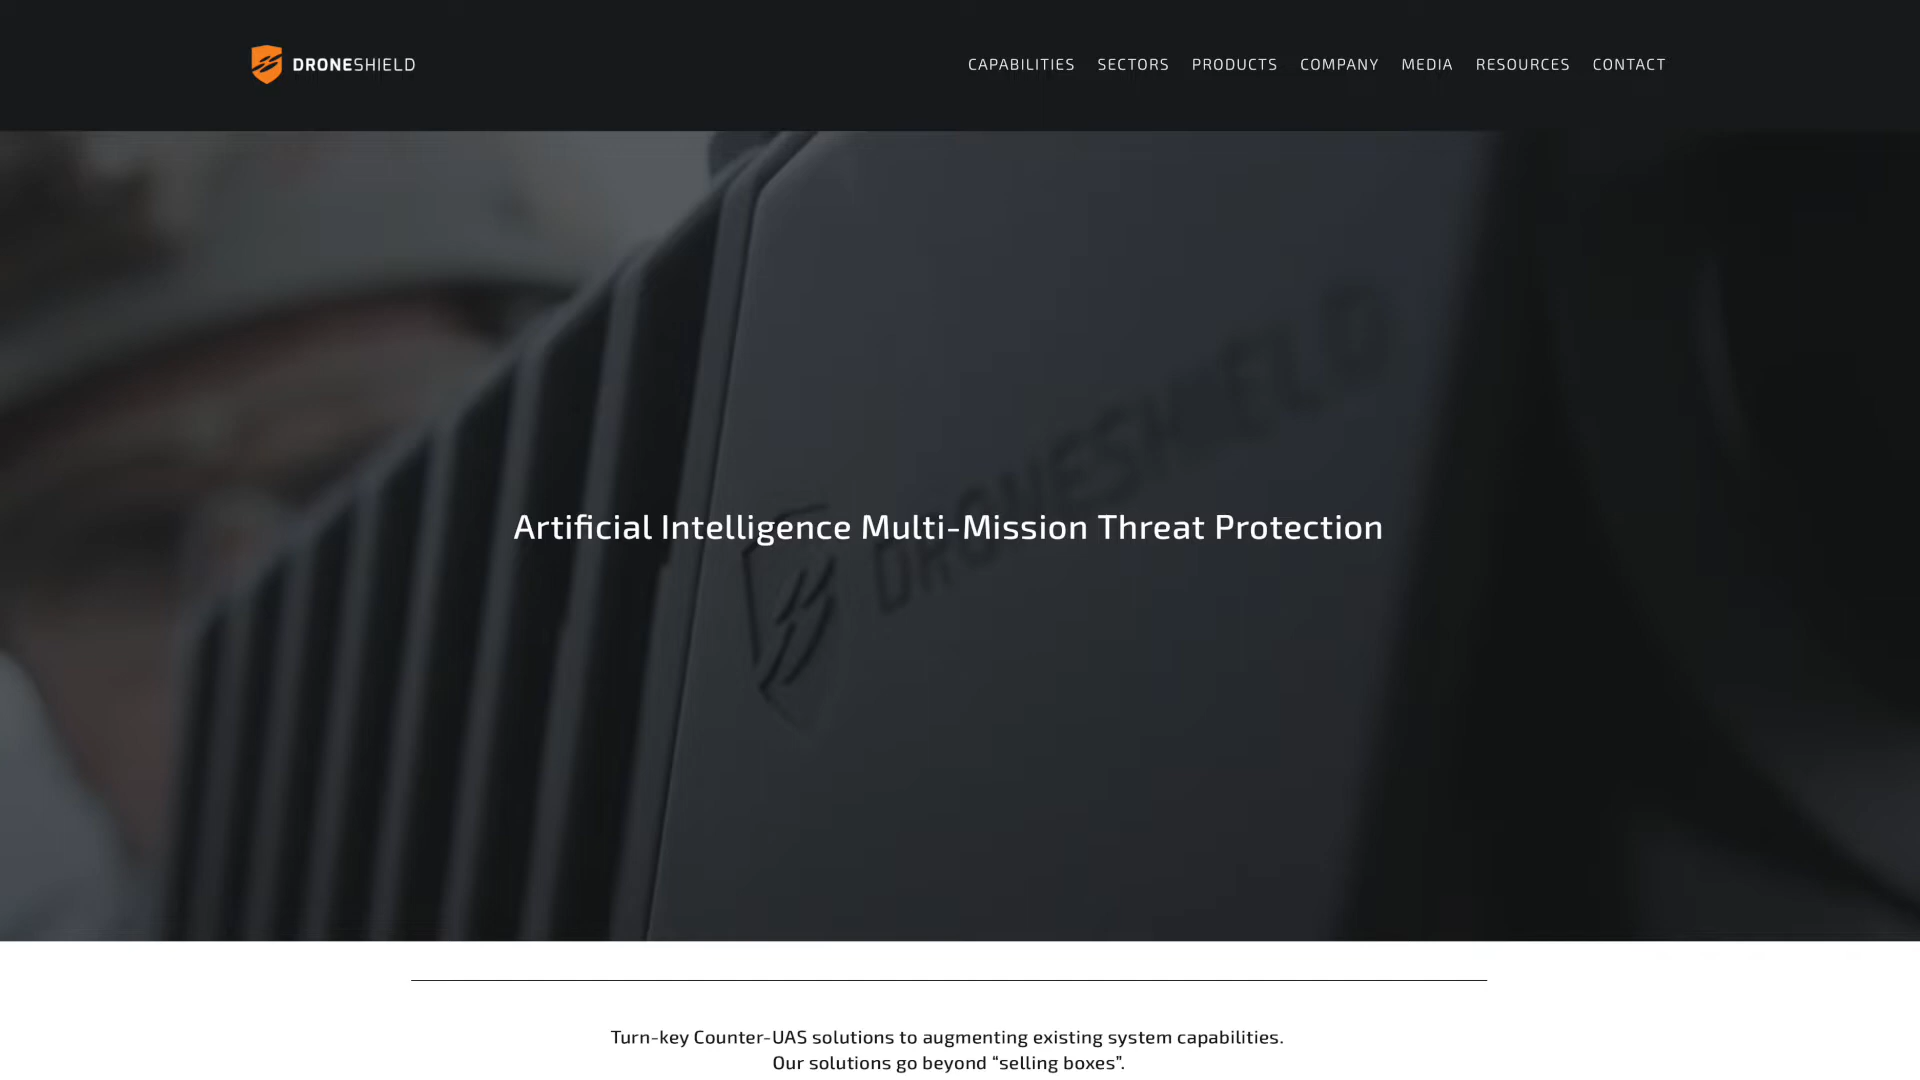 DRONESHIELD
CAPABILITIES SECTORS PRODUCTS COMPANY MEDIA RESOURCES CONTACT
DRONESHIELD
Artificial Intelligence Multi-Mission Threat Protection
Turn-key Counter-UAS solutions to augmenting existing system capabilities.
Our solutions go beyond “selling boxes”.